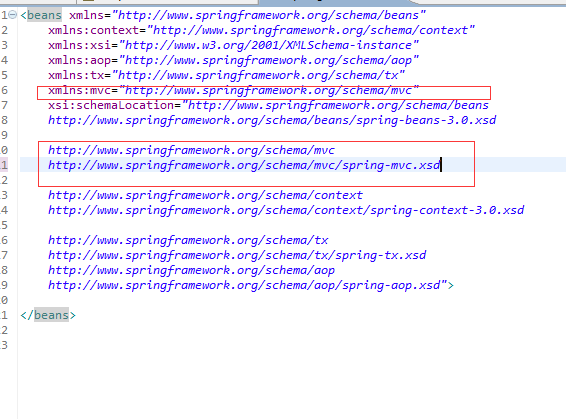 1 <beans xmlns="http://www.springframework.org/schema/beans"
2 xmlns:context="http://www.springframework.org/schema/context"
3 xmlns:xsi="http://www.w3.org/2001/XMLSchema-instance"
4 xmlns:aop="http://www.springframework.org/schema/aop"
5 xmlns:tx="http://www.springframework.org/schema/tx"
6 xmlns:mvc="http://www.springframework.org/schema/mvc"
7 xsi:schemaLocation="http://www.springframework.org/schema/beans
8 http://www.springframework.org/schema/beans/spring-beans-3.0.xsd
9
0 http://www.springframework.org/schema/mvc
1 http://www.springframework.org/schema/mvc/spring-mvc.xsd
2
3 http://www.springframework.org/schema/context
4 http://www.springframework.org/schema/context/spring-context-3.0.xsd
5
6 http://www.springframework.org/schema/tx
7 http://www.springframework.org/schema/tx/spring-tx.xsd
8 http://www.springframework.org/schema/aop
9 http://www.springframework.org/schema/aop/spring-aop.xsd">
0
1 </beans>
2
3